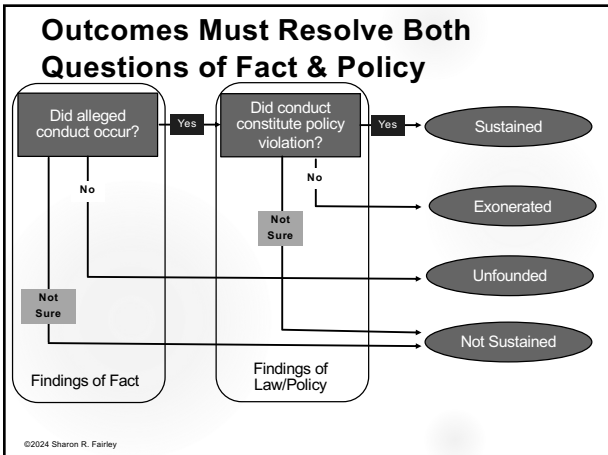 Outcomes Must Resolve Both
Questions of Fact & Policy
Did alleged
conduct occur?
Yes
Did conduct
constitute policy
violation?
Yes
Sustained
No
No
Exonerated
Not
Sure
Unfounded
Not
Sure
Not Sustained
Findings of Fact
Findings of
Law/Policy
©2024 Sharon R. Fairley